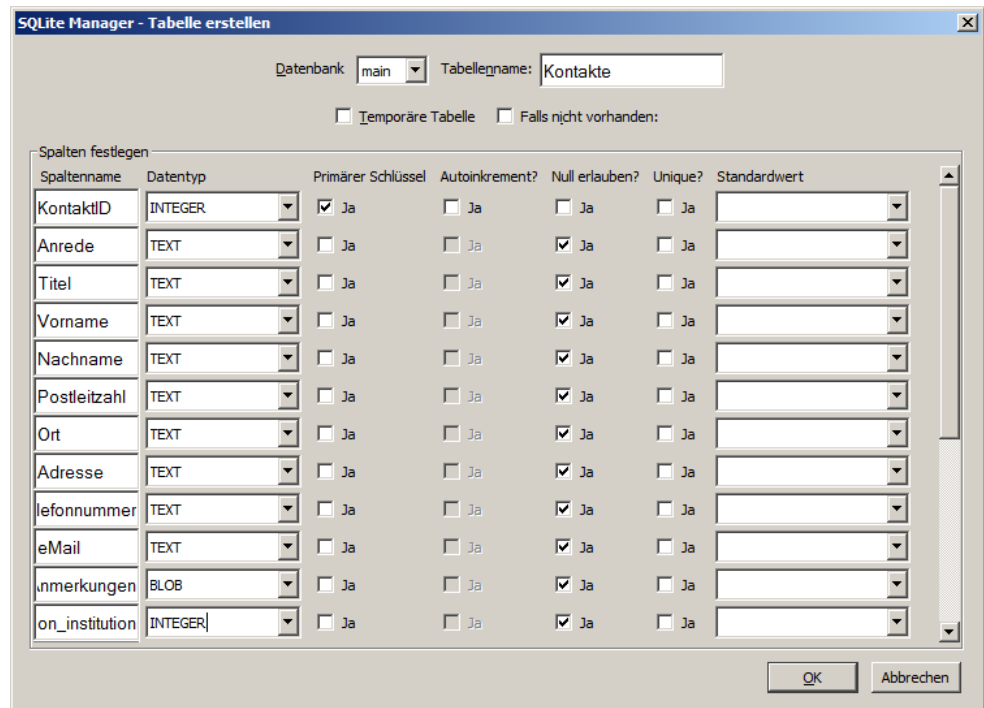 SQLite Manager - Tabelle erstellen
Datenbank main Tabellenname: Kontakte
Temporäre Tabelle Falls nicht vorhanden:
Spalten festlegen
Spaltenname Datentyp Primärer Schlüssel Autoinkrement? Null erlauben? Unique? Standardwert
KontaktID INTEGER Ja Ja Ja Ja
Anrede TEXT Ja Ja Ja Ja
Titel TEXT Ja Ja Ja Ja
Vorname TEXT Ja Ja Ja Ja
Nachname TEXT Ja Ja Ja Ja
Postleitzahl TEXT Ja Ja Ja Ja
Ort TEXT Ja Ja Ja Ja
Adresse TEXT Ja Ja Ja Ja
lefonnummer TEXT Ja Ja Ja Ja
eMail TEXT Ja Ja Ja Ja
nmerkungen BLOB Ja Ja Ja Ja
on_institution INTEGER Ja Ja Ja Ja
OK Abbrechen